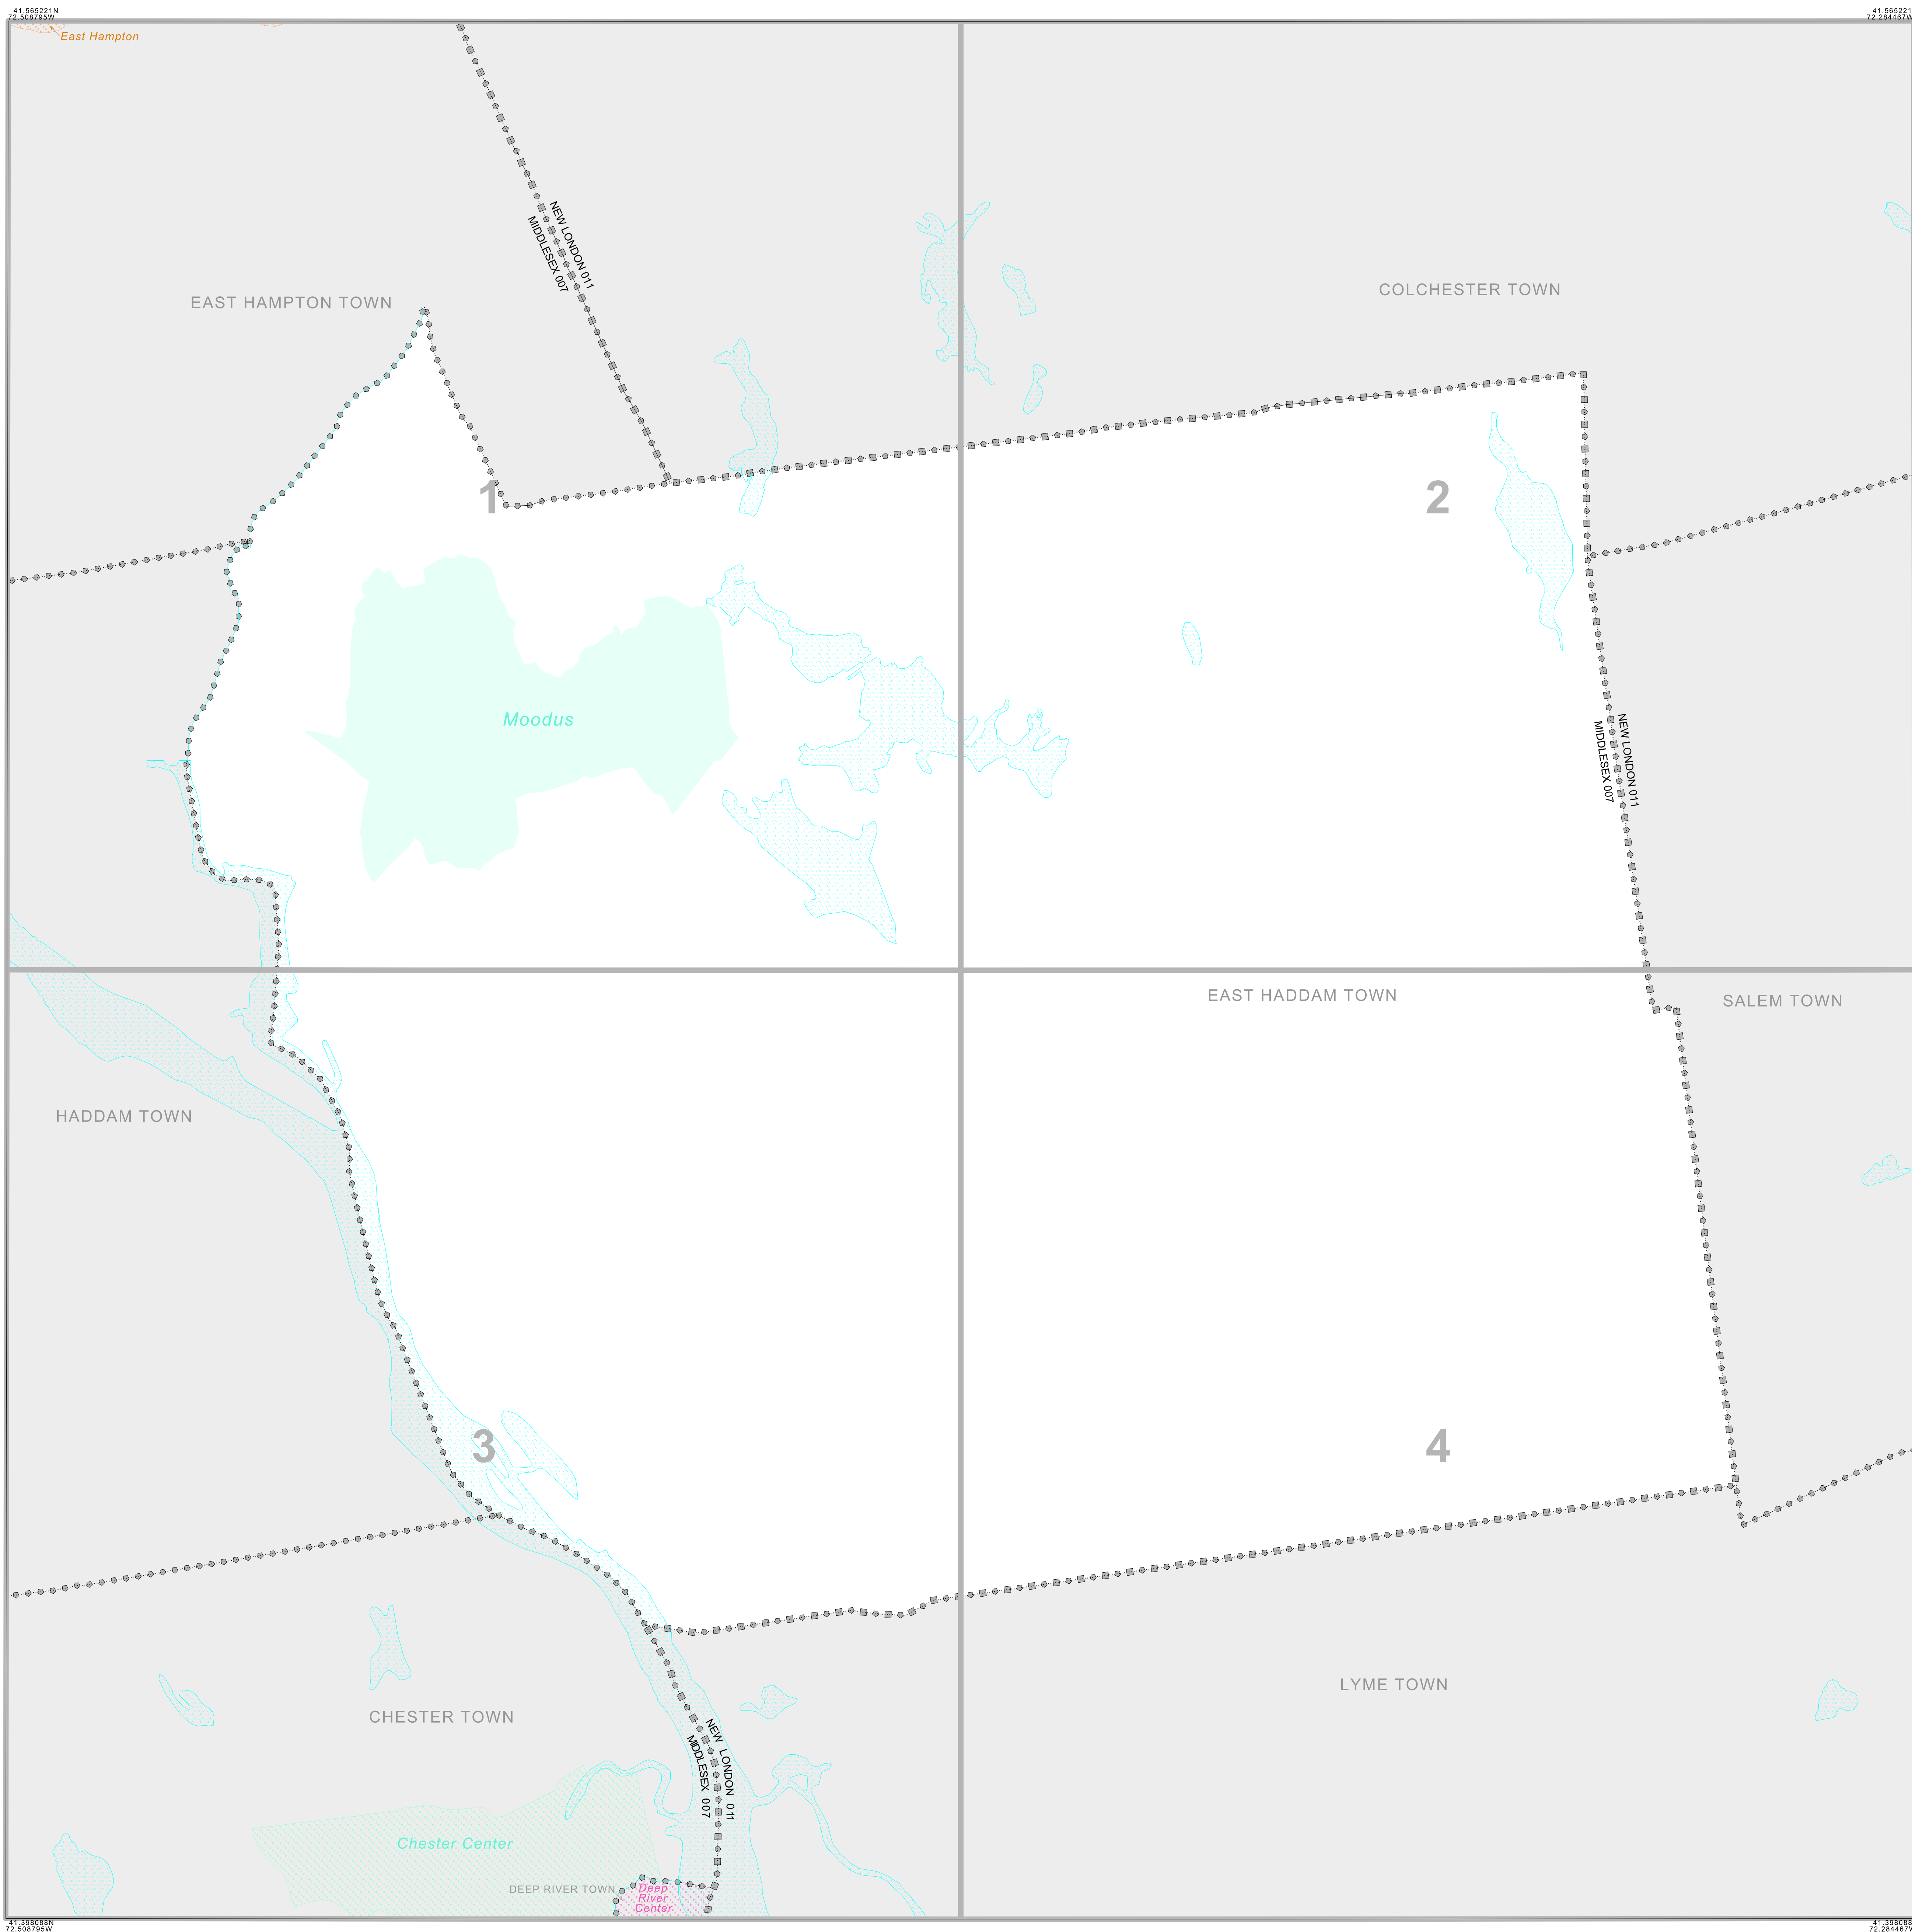 41.565221N
72.508795W
41.565221
72.284467W
East Hampton
NEW LONDON 011
MIDDLESEX 007
EAST HAMPTON TOWN
COLCHESTER TOWN
1
2
Moodus
NEW LONDON 011
MIDDLESEX 007
EAST HADDAM TOWN
SALEM TOWN
HADDAM TOWN
3
4
LYME TOWN
CHESTER TOWN
NEW LONDON 011
MIDDLESEX 007
Chester Center
DEEP RIVER TOWN
Deep
River
Center
41.398088N
72.508795W
41.398088
72.284467W